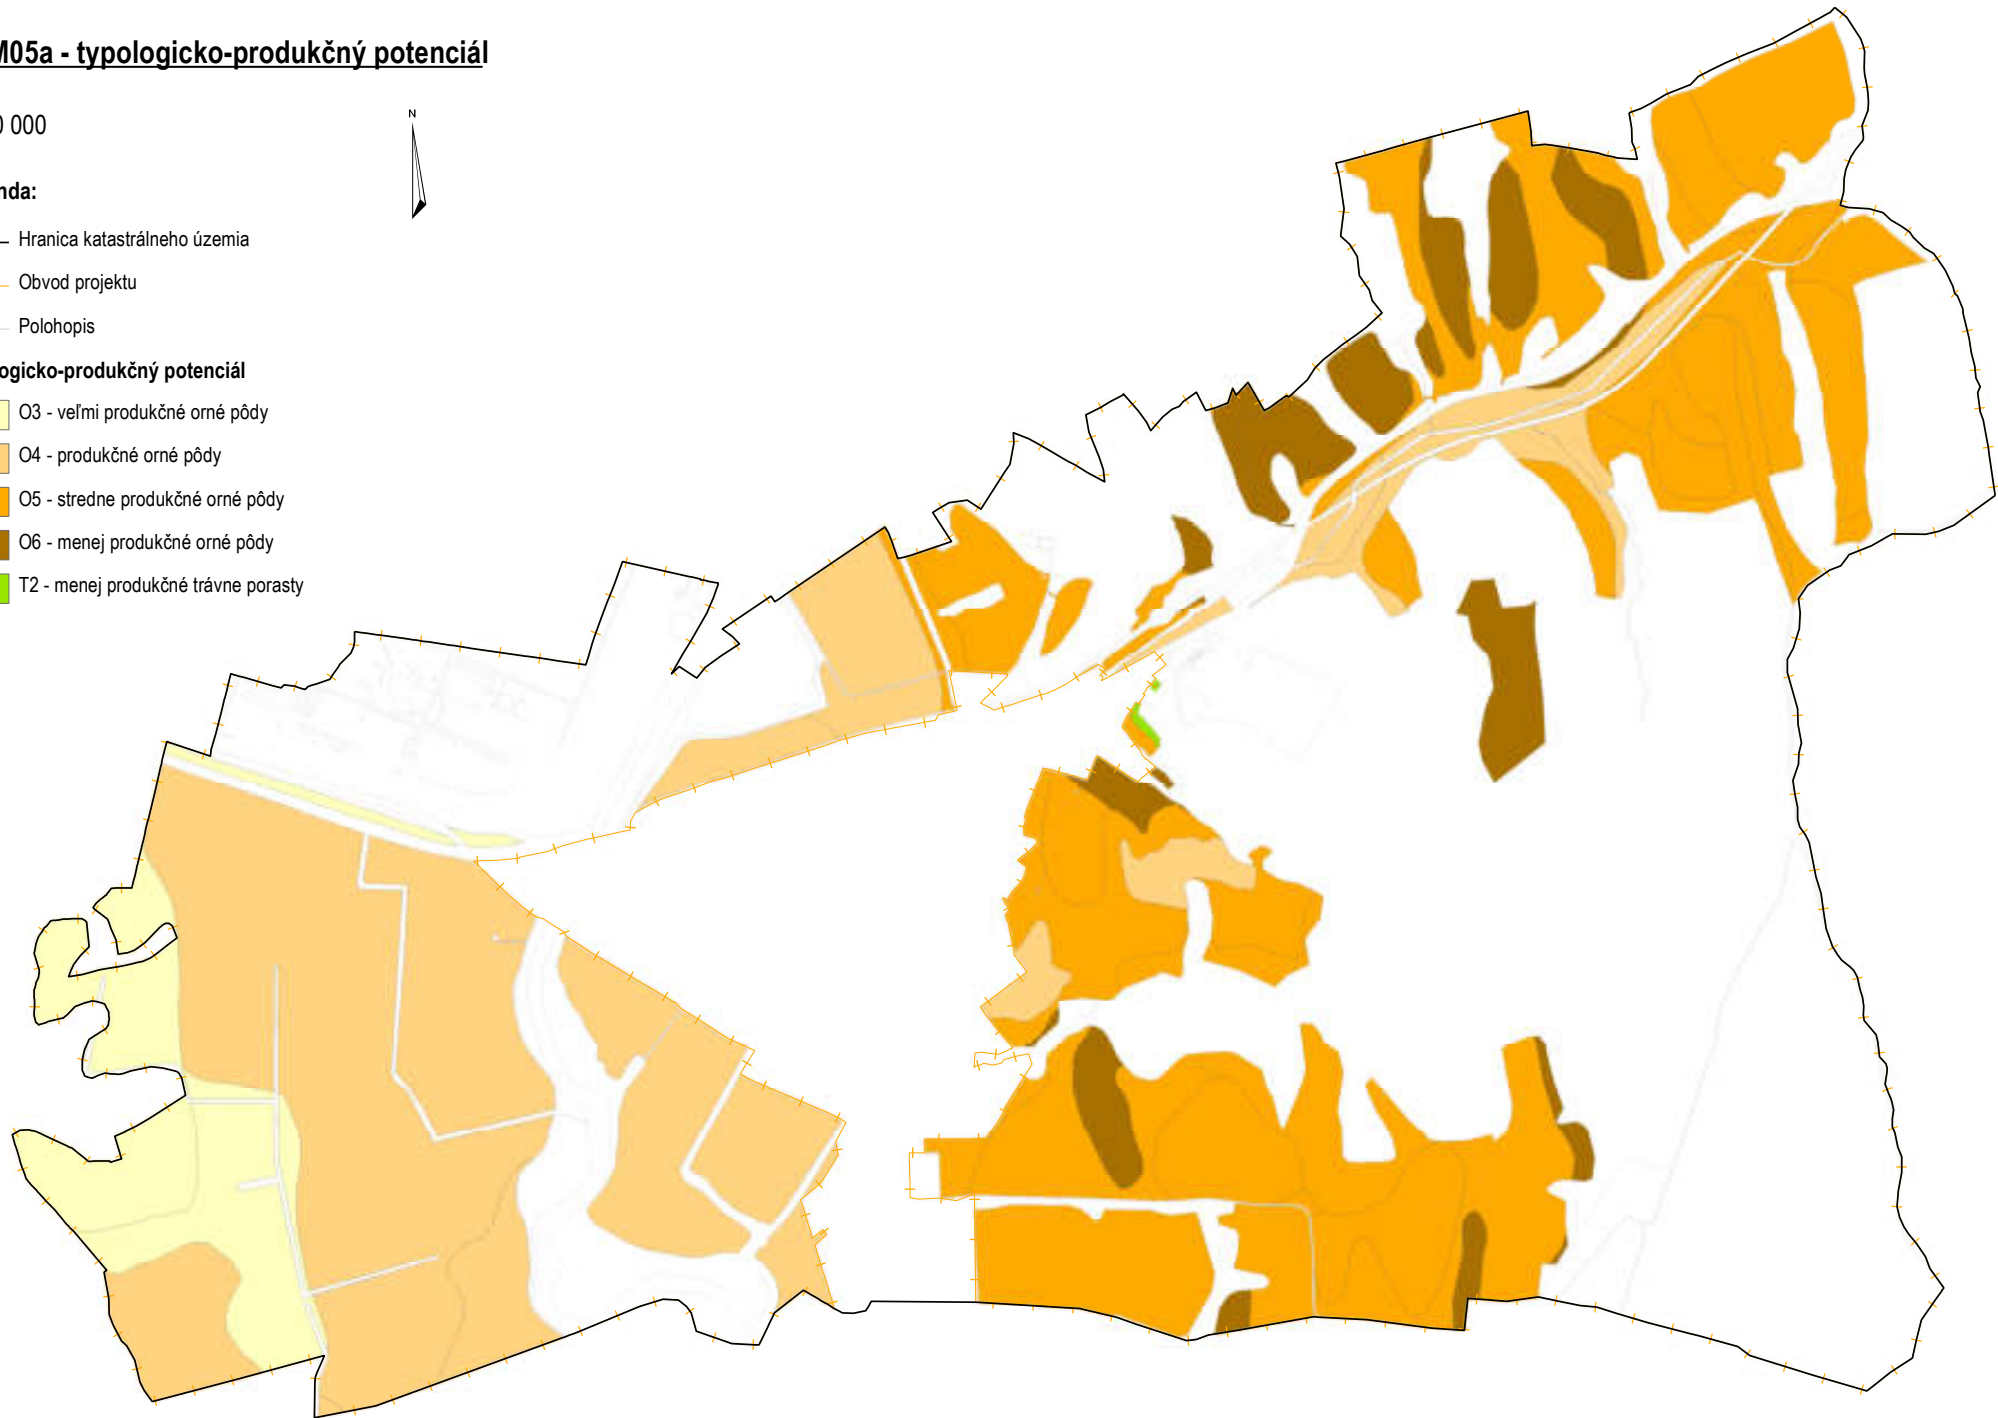 M05a - typologicko-produkčný potenciál
0 000
N
nda:
Hranica katastrálneho územia
Obvod projektu
Polohopis
ogicko-produkčný potenciál
O3 - veľmi produkčné orné pôdy
O4 - produkčné orné pôdy
O5 - stredne produkčné orné pôdy
O6 - menej produkčné orné pôdy
T2 - menej produkčné trávne porasty